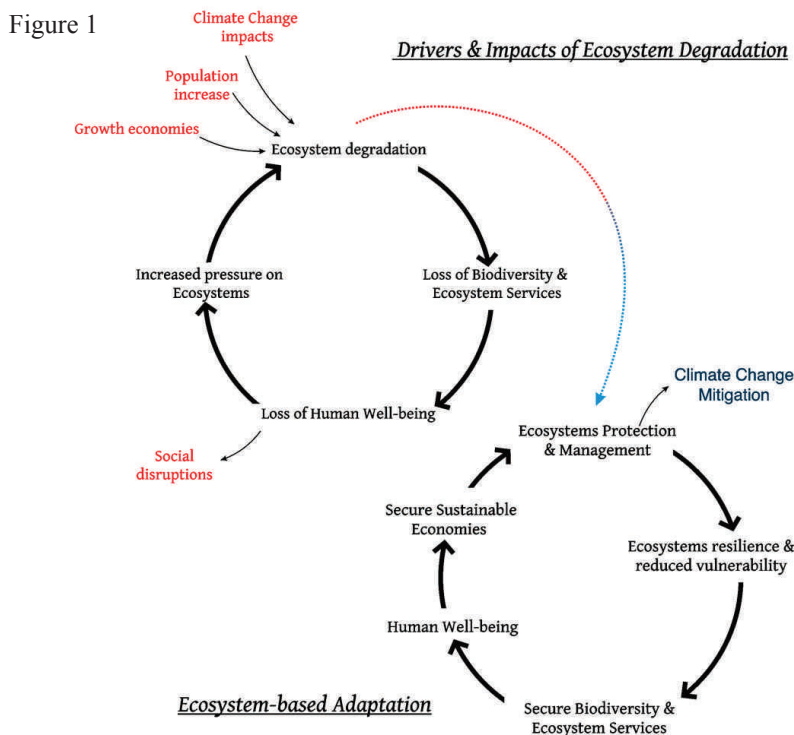 Figure 1
Climate Change
impacts
Drivers & Impacts of Ecosystem Degradation
Population
increase
Growth economies
Ecosystem degradation
Increased pressure on
Ecosystems
Loss of Biodiversity &
Ecosystem Services
Loss of Human Well-being
Social
disruptions
Climate Change
Mitigation
Ecosystems Protection
& Management
Secure Sustainable
Economies
Ecosystems resilience &
reduced vulnerability
Human Well-being
Secure Biodiversity &
Ecosystem Services
Ecosystem-based Adaptation